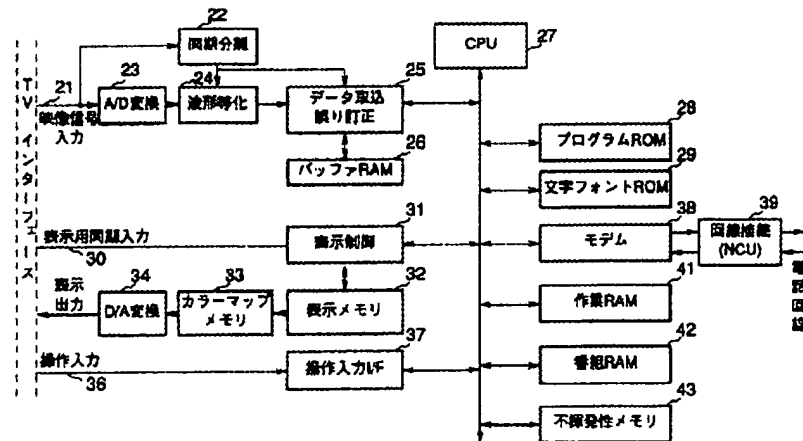 22
同期分離
CPU
27
TV インターフェース
21
23
24
25
A/D変換
波形等化
データ取込
誤り訂正
映像信号
入力
26
バッファRAM
28
プログラムROM
29
文字フォントROM
38
モデム
39
回線接続
(NCU)
電話回線
31
表示用同期入力
30
表示制御
32
33
34
表示
出力
D/A変換
カラーマップ
メモリ
表示メモリ
41
作業RAM
37
操作入力
36
操作入力I/F
42
番組RAM
43
不揮発性メモリ